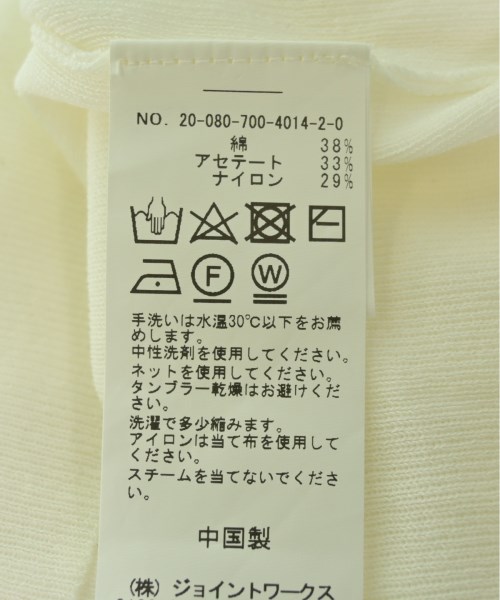 NO. 20-080-700-4014-2-0
綿 38%
アセテート 33%
ナイロン 29%
F W
手洗いは水温30℃以下をお薦
めします。
中性洗剤を使用してください。
ネットを使用してください。
タンブラー乾燥はお避けくだ
さい。
洗濯で多少縮みます。
アイロンは当て布を使用して
ください。
スチームを当てないでくださ
い。
中国製
(株) ジョイントワークス